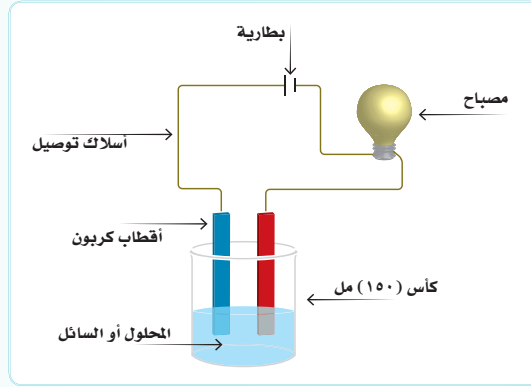 بطارية
مصباح
أسلاك توصيل
أقطاب كربون
كأس (١٥٠) مل
المحلول أو السائل